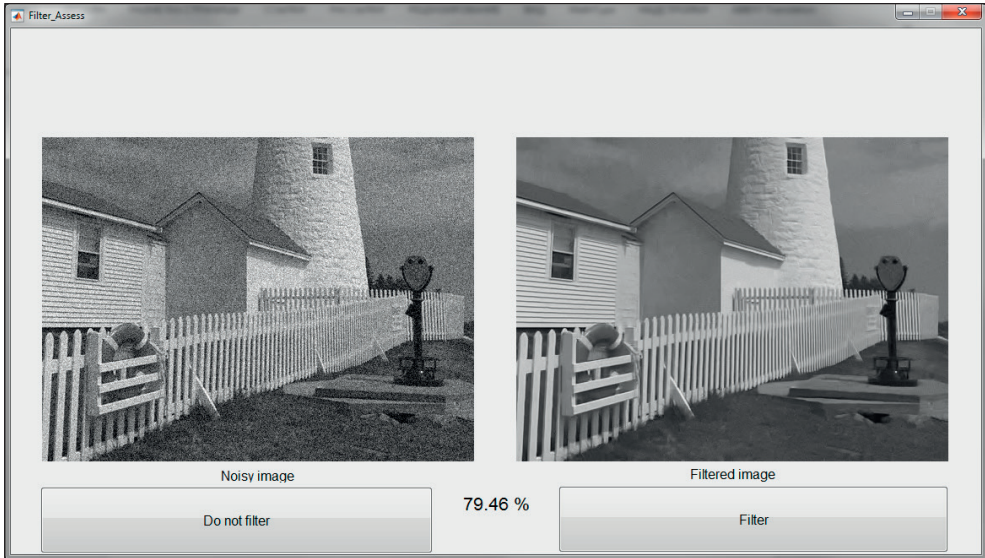 Filter_Assess
Noisy image
Filtered image
Do not filter
79.46 %
Filter